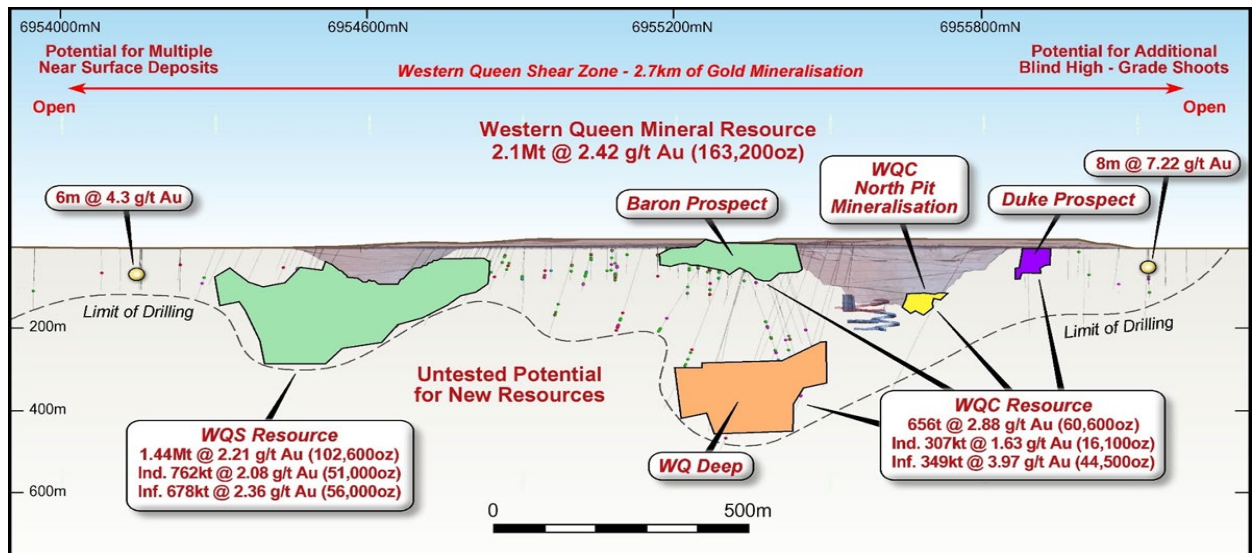 6954000mN
6954600mN
6955200mN
6955800mN
Potential for Multiple
Near Surface Deposits
Potential for Additional
Blind High - Grade Shoots
Western Queen Shear Zone - 2.7km of Gold Mineralisation
Open
Open
Western Queen Mineral Resource
2.1Mt @ 2.42 g/t Au (163,200oz)
6m @ 4.3 g/t Au
Baron Prospect
WQC
North Pit
Mineralisation
Duke Prospect
8m @ 7.22 g/t Au
Limit of Drilling
Limit of Drilling
200m
400m
600m
Untested Potential
for New Resources
WQS Resource
1.44Mt @ 2.21 g/t Au (102,600oz)
Ind. 762kt @ 2.08 g/t Au (51,000oz)
Inf. 678kt @ 2.36 g/t Au (56,000oz)
WQ Deep
WQC Resource
656t @ 2.88 g/t Au (60,600oz)
Ind. 307kt @ 1.63 g/t Au (16,100oz)
Inf. 349kt @ 3.97 g/t Au (44,500oz)
0
500m